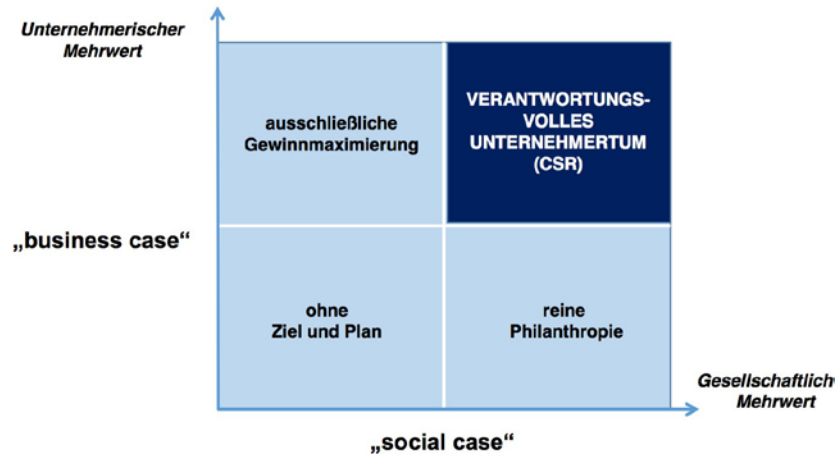 Unternehmerischer
Mehrwert
ausschließliche
Gewinnmaximierung
VERANTWORTUNGS-
VOLLES
UNTERNEHMERTUM
(CSR)
„business case“
ohne
Ziel und Plan
reine
Philanthropie
Gesellschaftlich
Mehrwert
„social case“